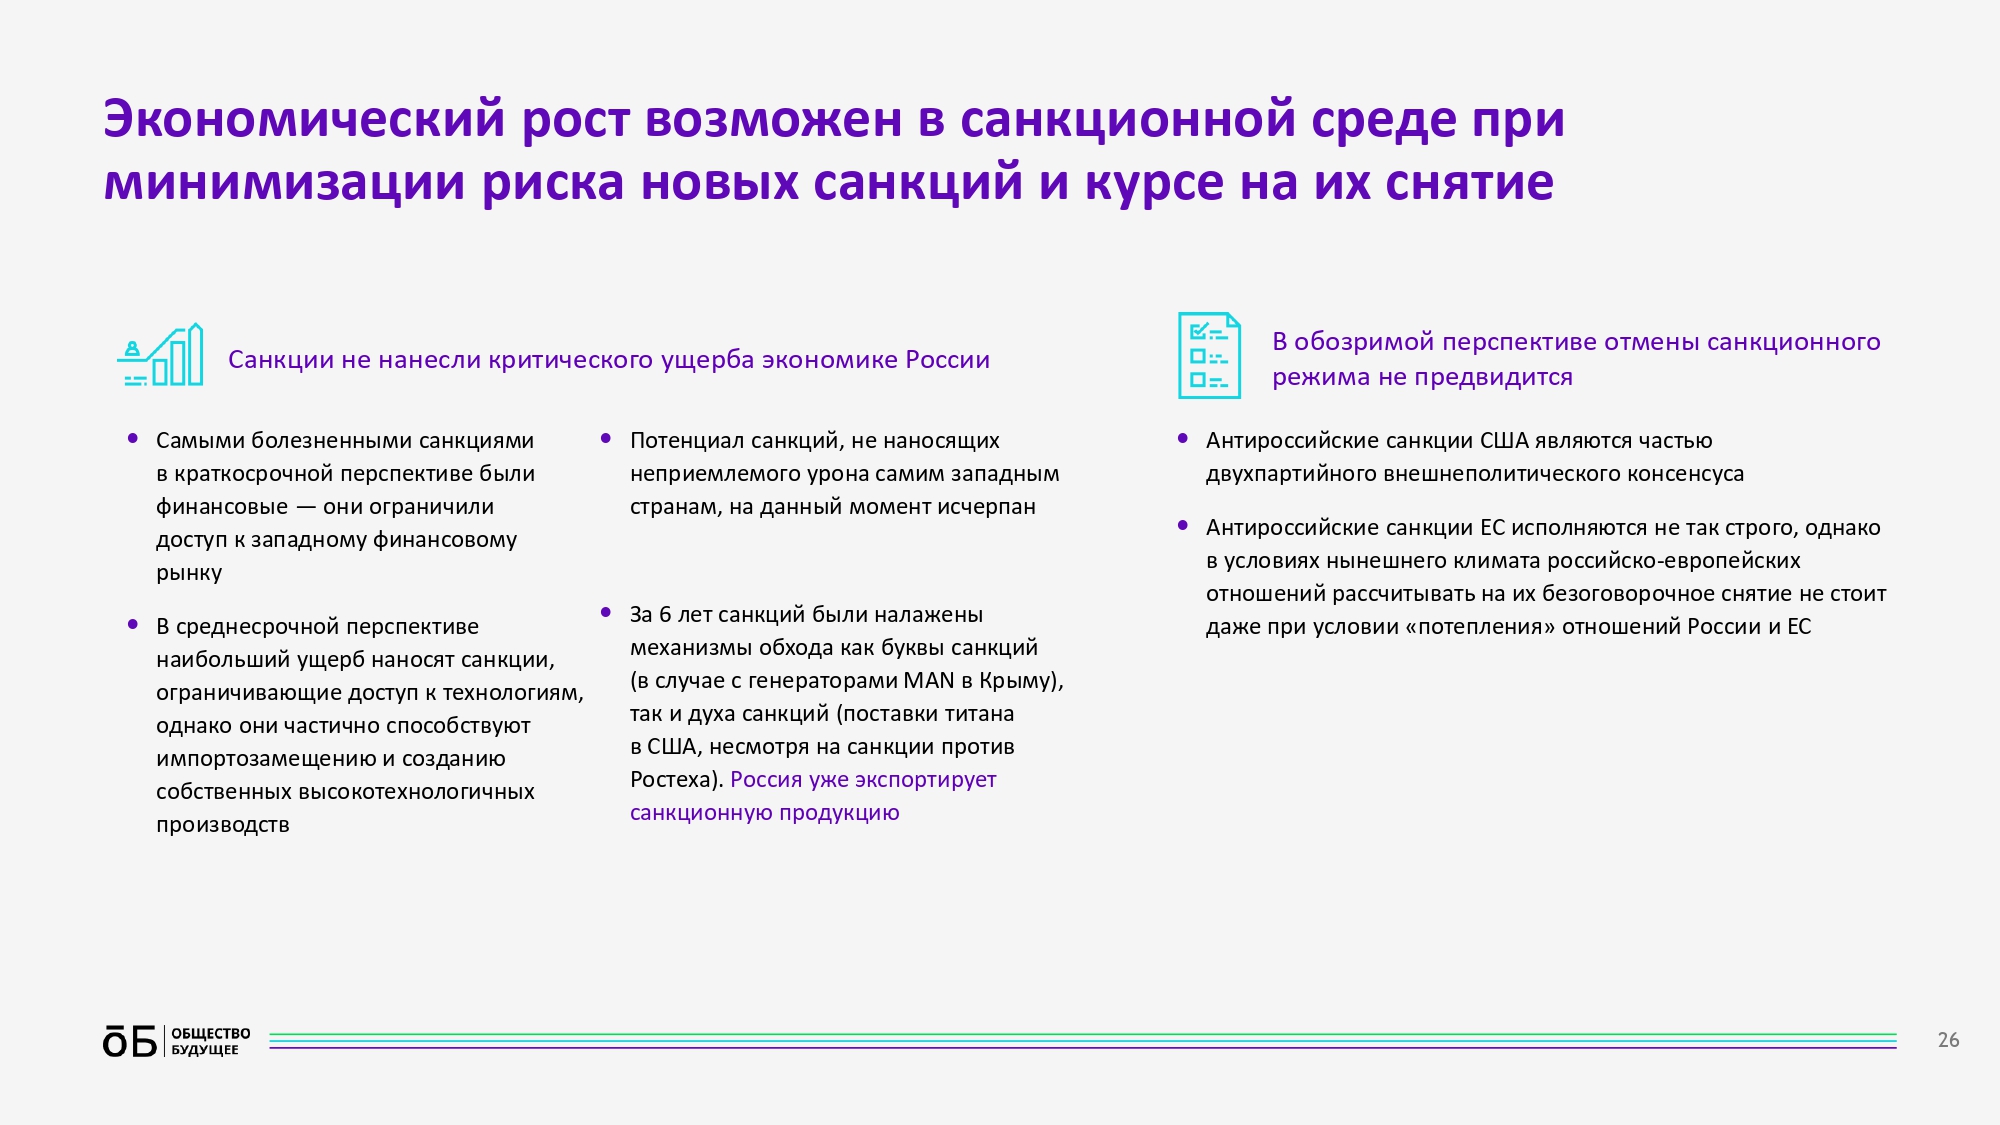 Экономический рост возможен в санкционной среде при
минимизации риска новых санкций и курсе на их снятие
Санкции не нанесли критического ущерба экономике России
Самыми болезненными санкциями
в краткосрочной перспективе были
финансовые — они ограничили
доступ к западному финансовому
рынку
В среднесрочной перспективе
наибольший ущерб наносят санкции,
ограничивающие доступ к технологиям,
однако они частично способствуют
импортозамещению и созданию
собственных высокотехнологичных
производств
Потенциал санкций, не наносящих
неприемлемого урона самим западным
странам, на данный момент исчерпан
За 6 лет санкций были налажены
механизмы обхода как буквы санкций
(в случае с генераторами MAN в Крыму),
так и духа санкций (поставки титана
в США, несмотря на санкции против
Ростеха). Россия уже экспортирует
санкционную продукцию
В обозримой перспективе отмены санкционного
режима не предвидится
Антироссийские санкции США являются частью
двухпартийного внешнеполитического консенсуса
Антироссийские санкции ЕС исполняются не так строго, однако
в условиях нынешнего климата российско-европейских
отношений рассчитывать на их безоговорочное снятие не стоит
даже при условии «потепления» отношений России и ЕС
ōБ
ОБЩЕСТВО
БУДУЩЕЕ
26